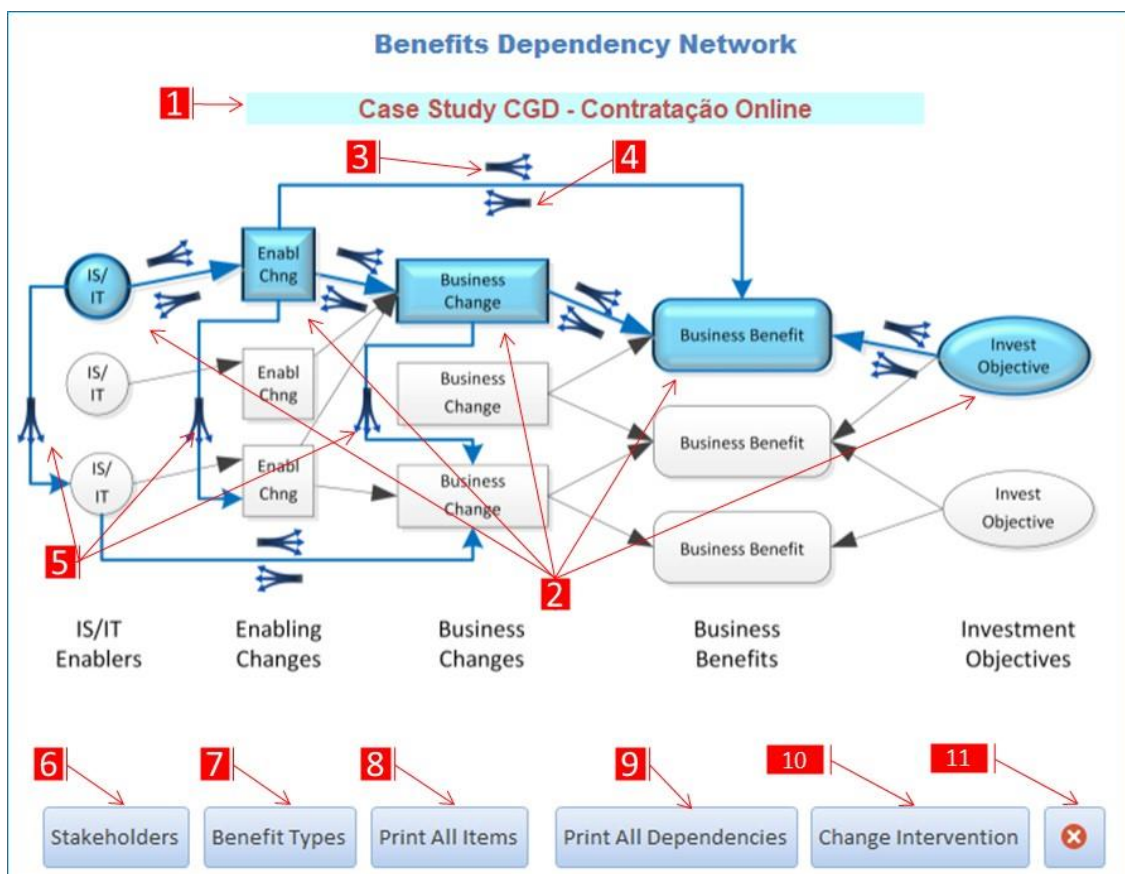 Benefits Dependency Network
1
Case Study CGD - Contratação Online
3
4
IS/
IT
Enabl
Chng
Business
Change
Business Benefit
Invest
Objective
IS/
IT
Enabl
Chng
Business
Change
Business Benefit
IS/
IT
Enabl
Chng
Business
Change
Invest
Objective
Business Benefit
5
2
IS/IT
Enablers
Enabling
Changes
Business
Changes
Business
Benefits
Investment
Objectives
6
7
8
9
10
11
Stakeholders
Benefit Types
Print All Items
Print All Dependencies
Change Intervention